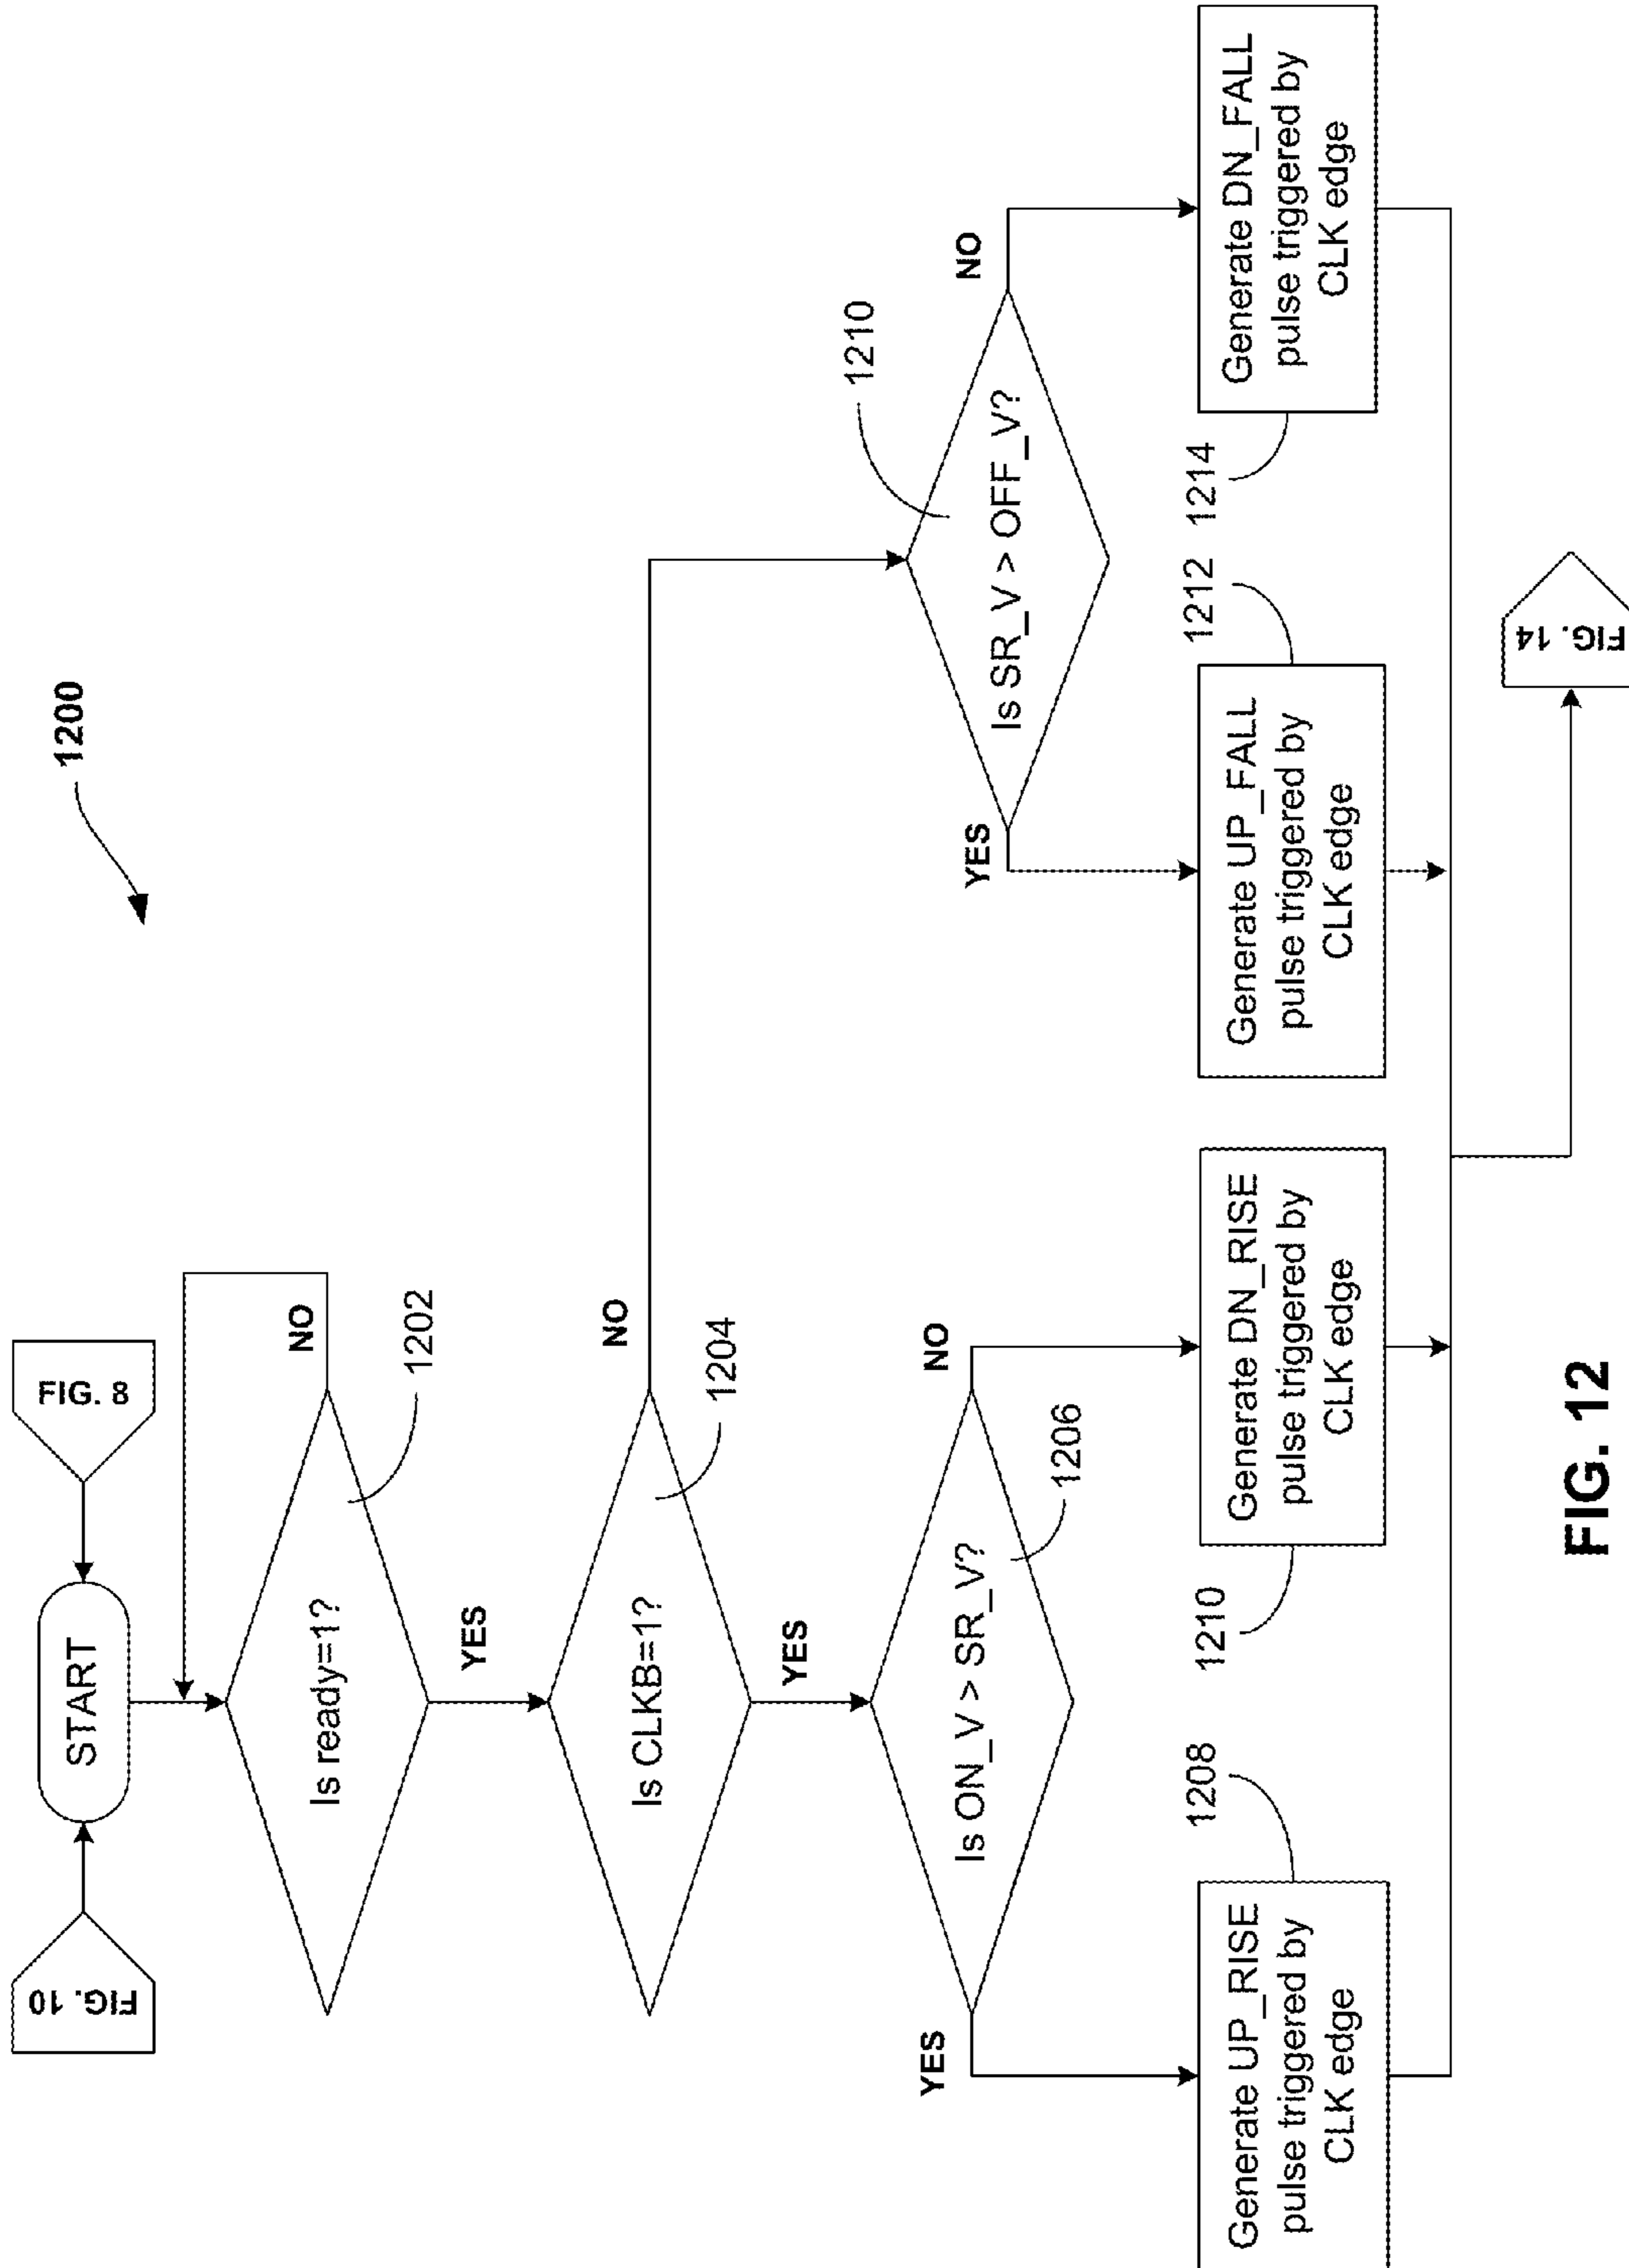 1200
FIG. 10
START
FIG. 8
Is ready=1?
NO
1202
YES
Is CLKB=1?
NO
1204
YES
Is ON_V > SR_V?
1206
YES
NO
Is SR_V > OFF_V?
1210
YES
NO
1208
Generate UP_RISE
pulse triggered by
CLK edge
1210
Generate DN_RISE
pulse triggered by
CLK edge
1212
Generate UP_FALL
pulse triggered by
CLK edge
1214
Generate DN_FALL
pulse triggered by
CLK edge
FIG. 14
FIG. 12